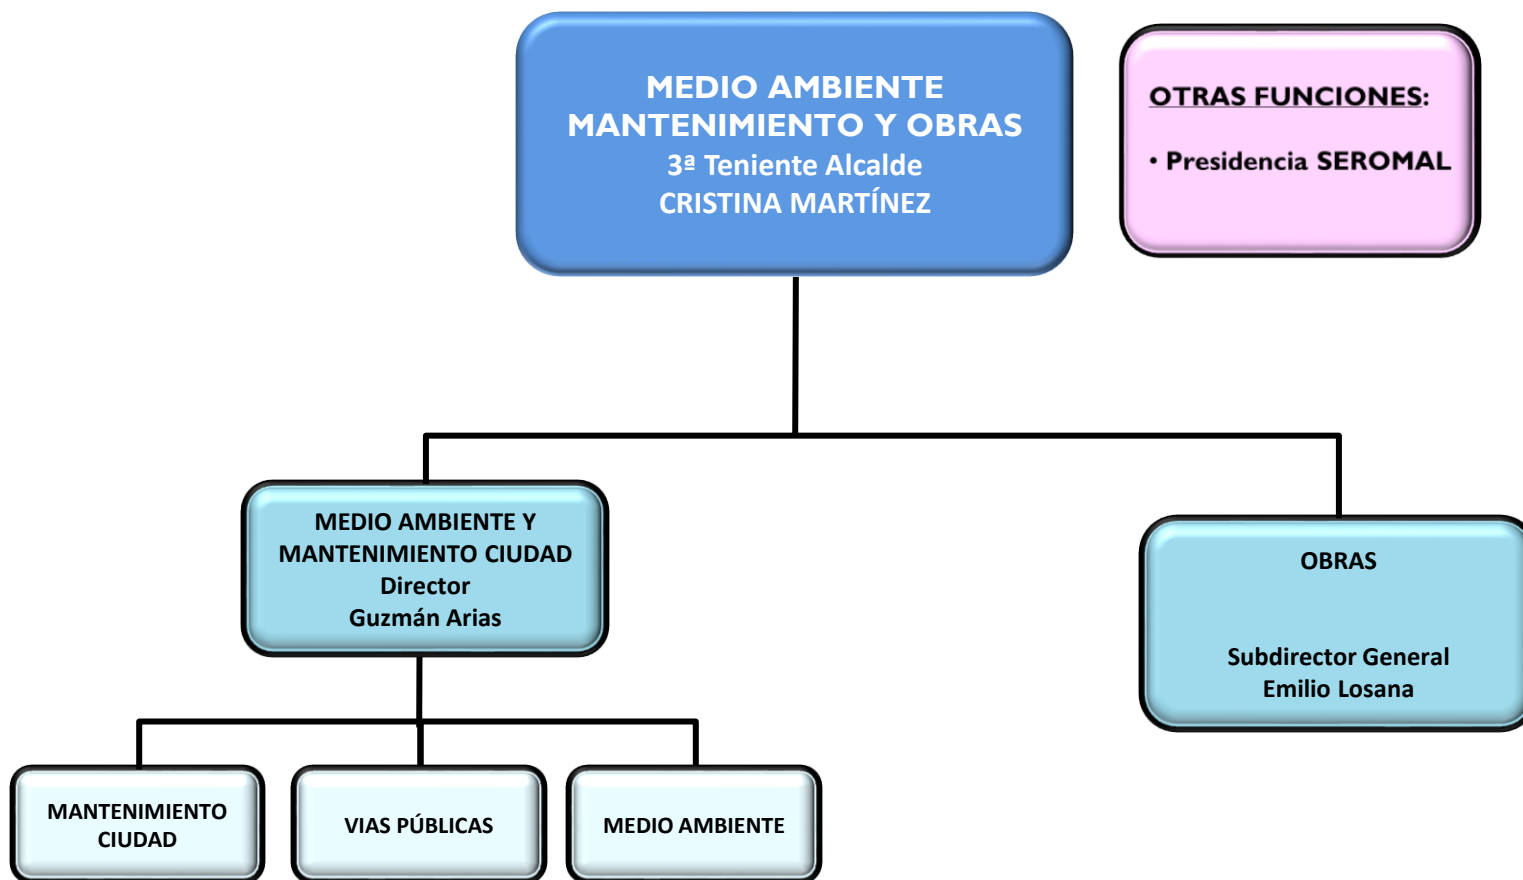 MEDIO AMBIENTE
MANTENIMIENTO Y OBRAS
3ª Teniente Alcalde
CRISTINA MARTÍNEZ
OTRAS FUNCIONES:
• Presidencia SEROMAL
MEDIO AMBIENTE Y
MANTENIMIENTO CIUDAD
Director
Guzmán Arias
OBRAS
Subdirector General
Emilio Losana
MANTENIMIENTO
CIUDAD
VIAS PÚBLICAS
MEDIO AMBIENTE